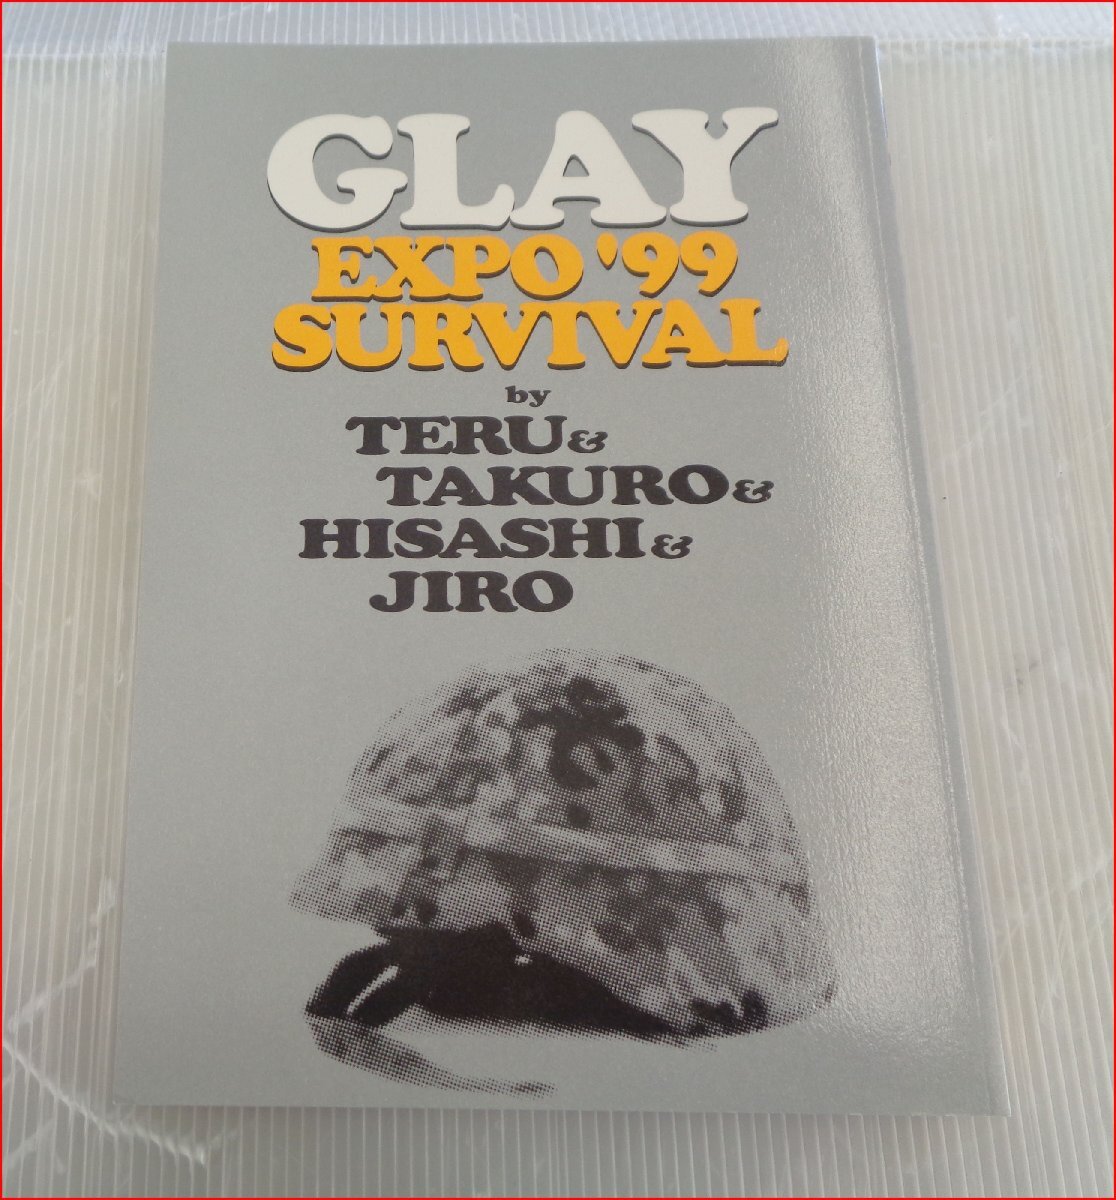 GLAY
EXPO '99
SURVIVAL
by
TERU &
TAKURO &
HISASHI &
JIRO